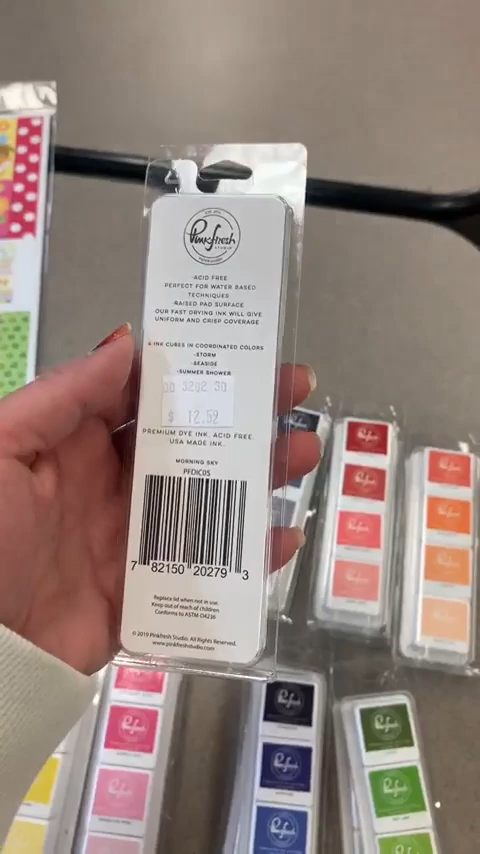 Pinkfresh
STUDIO
·ACID FREE
PERFECT FOR WATER BASED
TECHNIQUES
·RAISED PAD SURFACE
OUR FAST DRYING INK WILL GIVE
UNIFORM AND CRISP COVERAGE
4 INK CUBES IN COORDINATED COLORS
·STORM
·SEASIDE
·SUMMER SHOWER
3202 30
$ 12.59
PREMIUM DYE INK. ACID FREE.
USA MADE INK.
MORNING SKY
PFDIC05
7 82150 20279 3
Replace lid when not in use.
Keep out of reach of children.
Conforms to ASTM-D4236
© 2019 Pinkfresh Studio. All Rights Reserved.
www.pinkfreshstudio.com